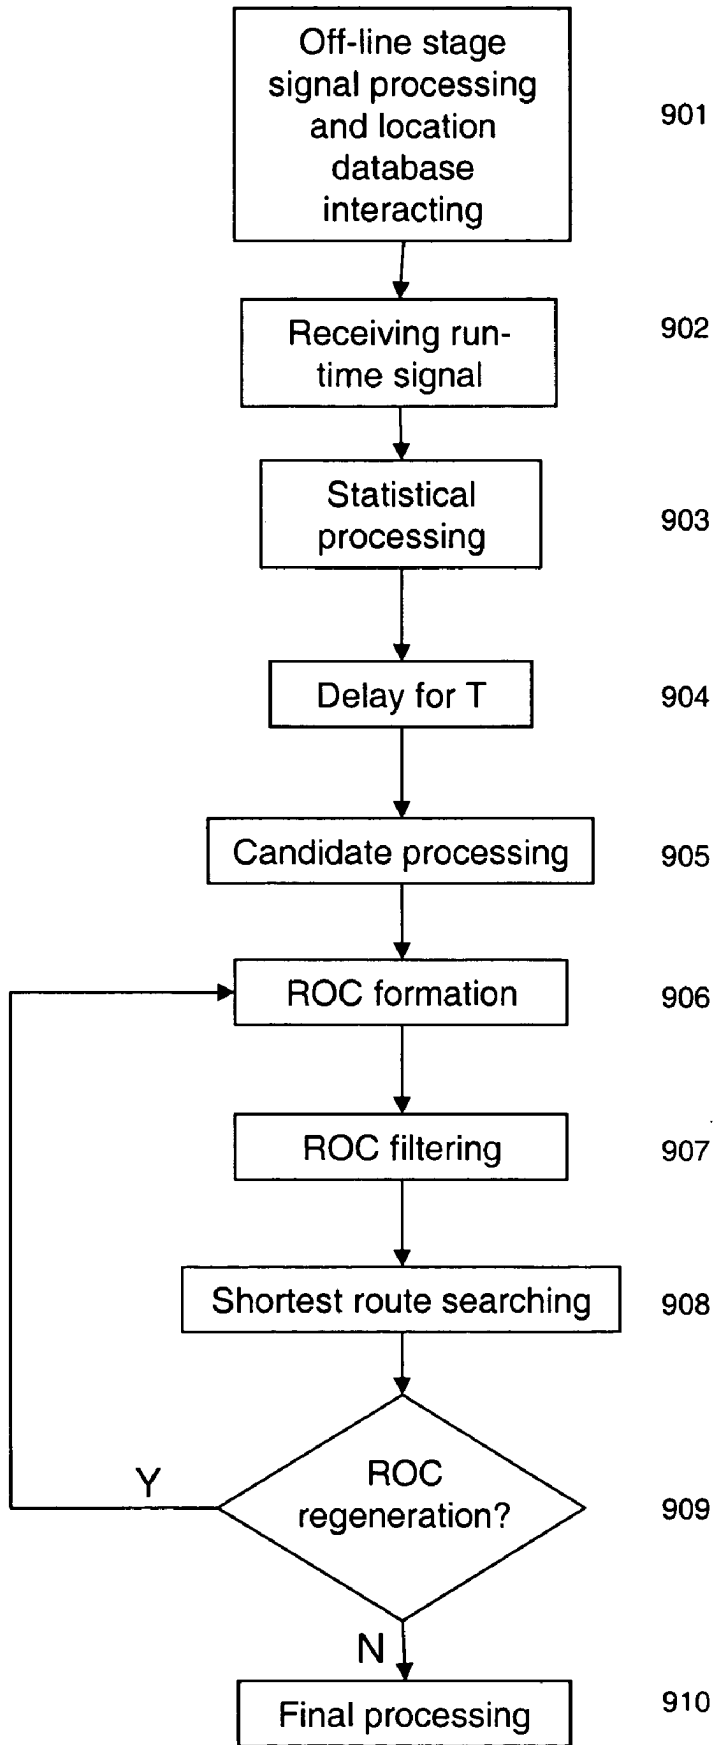 Off-line stage
signal processing
and location
database
interacting
901
Receiving run-
time signal
902
Statistical
processing
903
Delay for T
904
Candidate processing
905
ROC formation
906
ROC filtering
907
Shortest route searching
908
ROC
regeneration?
909
Y
N
Final processing
910